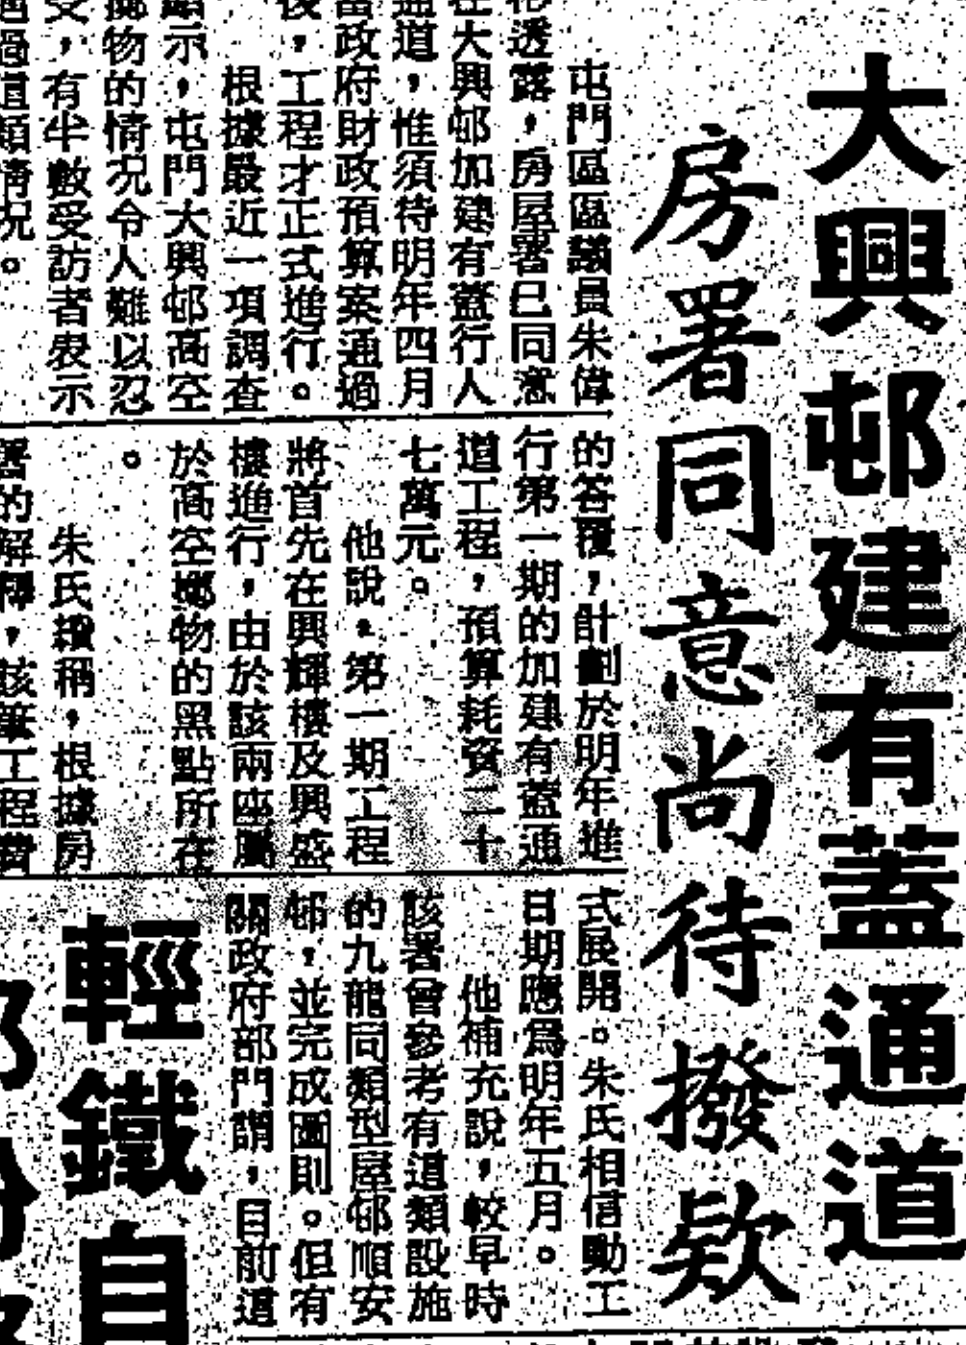 大興邨建有蓋通道
房署同意尚待撥欵
屯門區區議員朱偉
透露，房屋署已同意
在大興邨加建有蓋行人
通道，惟須待明年四月
當政府財政預算案通過
後，工程才正式進行。
根據最近一項調查
顯示，屯門大興邨高空
擲物的情況令人難以忍
受，有半數受訪者表示
過這類情況。
的答覆，計劃於明年進
行第一期的加建有蓋通
道工程，預算耗資二十
七萬元。
他說，第一期工程
將首先在興輝樓及興盛
樓進行，由於該兩座屬
於高空擲物的黑點所在
。
朱氏續稱，根據房
署的解釋，該筆工程費
式展開。朱氏相信動工
日期應為明年五月。
他補充說，較早時
該署曾參考有這類設施
的九龍同類型屋邨順安
邨，並完成圖則。但有
關政府部門謂，目前這
輕鐵自